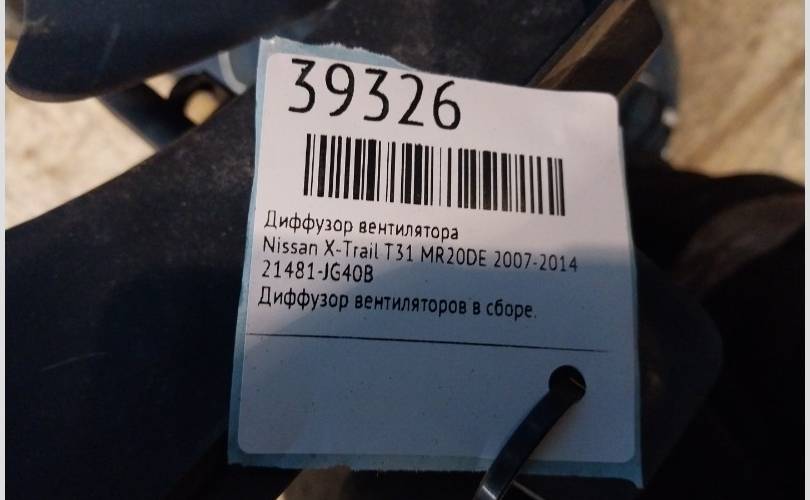 39326
Диффузор вентилятора
Nissan X-Trail T31 MR20DE 2007-2014
21481-JG40B
Диффузор вентиляторов в сборе.